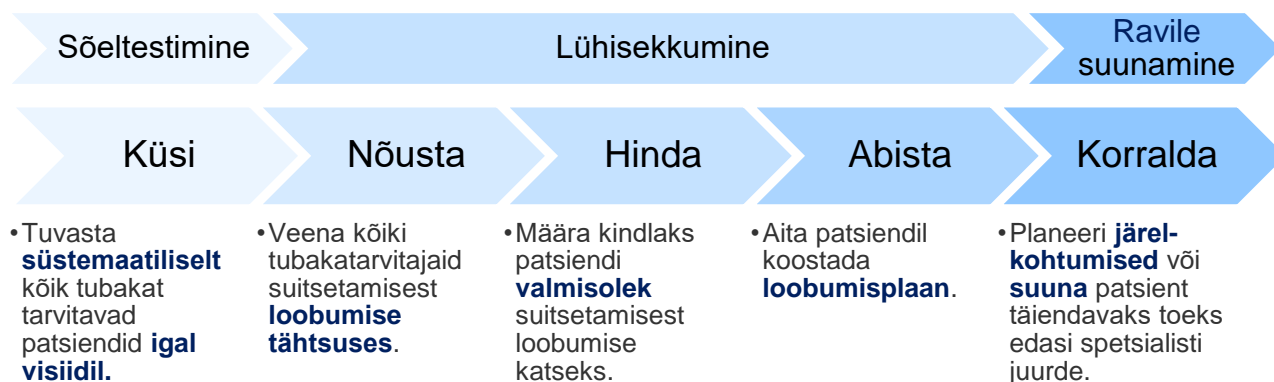 Sõeltestimine
Lühisekkumine
Ravile
suunamine
Küsi
Nõusta
Hinda
Abista
Korralda
•Tuvasta
süstemaatiliselt
kõik tubakat
tarvitavad
patsiendid igal
visiidil.
•Veena kõiki
tubakatarvitajaid
suitsetamisest
loobumise
tähtsuses.
•Määra kindlaks
patsiendi
valmisolek
suitsetamisest
loobumise
katseks.
•Aita patsiendil
koostada
loobumisplaan.
•Planeeri järel-
kohtumised või
suuna patsient
täiendavaks toeks
edasi spetsialisti
juurde.